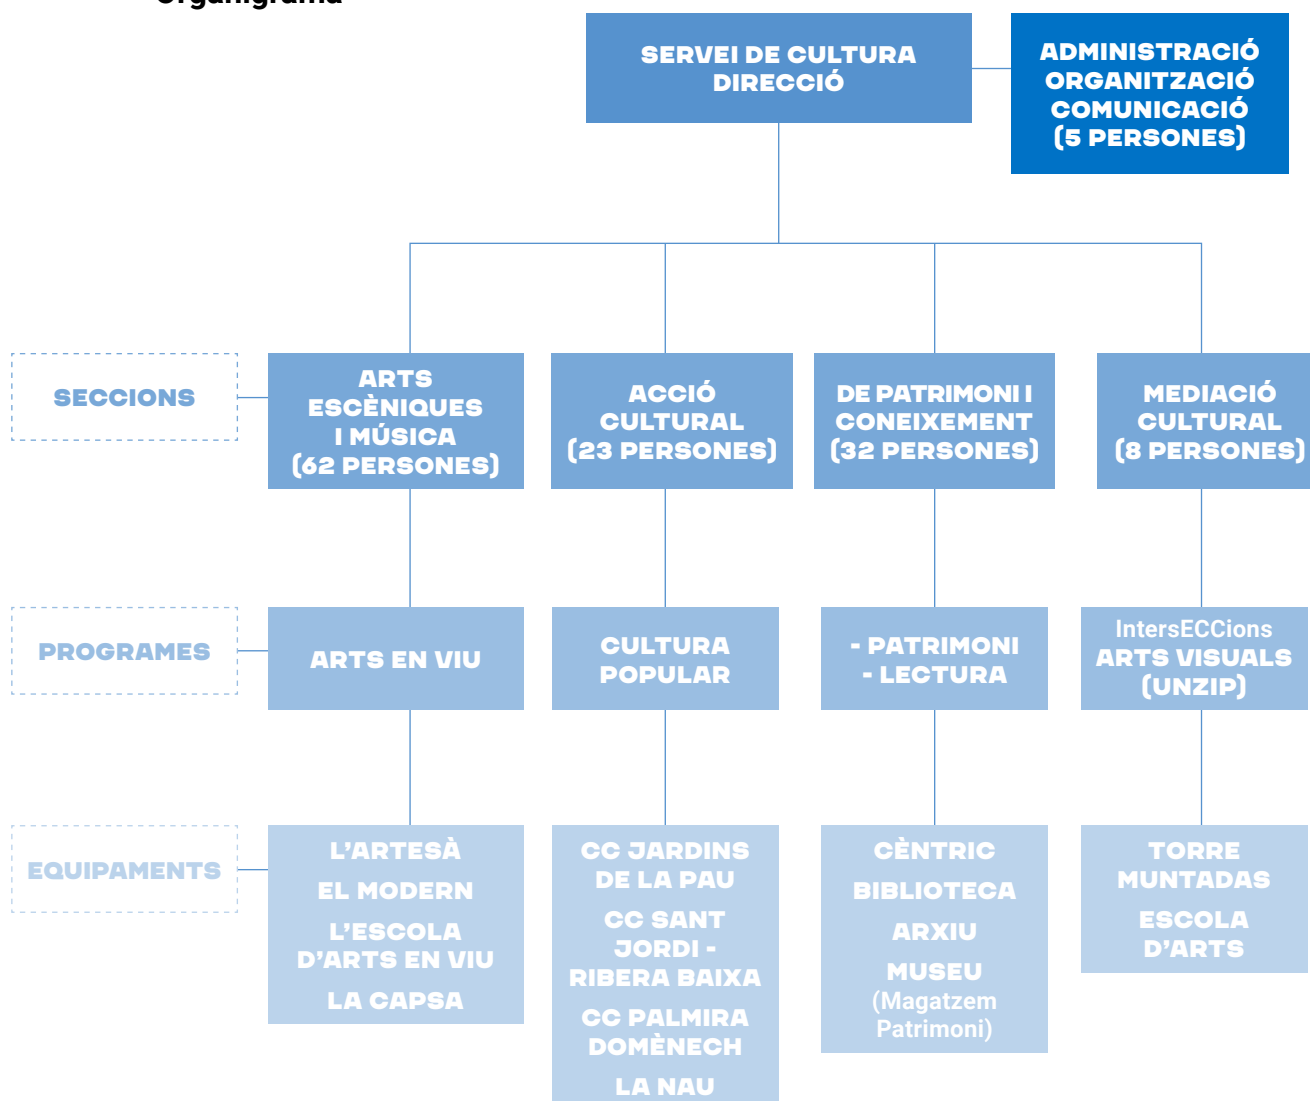 Organigrama
SERVEI DE CULTURA
DIRECCIÓ
ADMINISTRACIÓ
ORGANITZACIÓ
COMUNICACIÓ
(5 PERSONES)
SECCIONS
ARTS
ESCÈNIQUES
I MÚSICA
(62 PERSONES)
ACCIÓ
CULTURAL
(23 PERSONES)
DE PATRIMONI I
CONEIXEMENT
(32 PERSONES)
MEDIACIÓ
CULTURAL
(8 PERSONES)
PROGRAMES
ARTS EN VIU
CULTURA
POPULAR
- PATRIMONI
- LECTURA
IntersECCions
ARTS VISUALS
(UNZIP)
EQUIPAMENTS
L'ARTESÀ
EL MODERN
L'ESCOLA
D'ARTS EN VIU
LA CAPSA
CC JARDINS
DE LA PAU
CC SANT
JORDI -
RIBERA BAIXA
CC PALMIRA
DOMÈNECH
LA NAU
CÈNTRIC
BIBLIOTECA
ARXIU
MUSEU
(Magatzem
Patrimoni)
TORRE
MUNTADAS
ESCOLA
D'ARTS